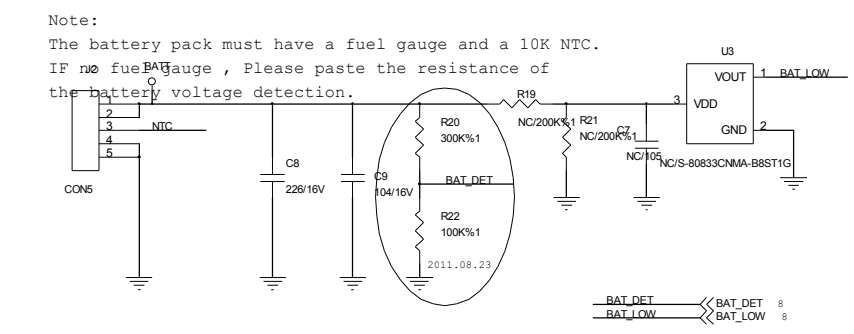 Note:
The battery pack must have a fuel gauge and a 10K NTC.
IF no fuel gauge , Please paste the resistance of
the battery voltage detection.
U2
BATT
1
2
3
4
5
NTC
CON5
C8
226/16V
C9
104/16V
R20
300K%1
BAT_DET
R22
100K%1
2011.08.23
R19
NC/200K%1
R21
NC/200K%1
C7
NC/105
U3
VOUT
1
BAT_LOW
3
VDD
GND
2
NC/S-80833CNMA-B8ST1G
BAT_DET
BAT_DET 8
BAT_LOW
BAT_LOW 8